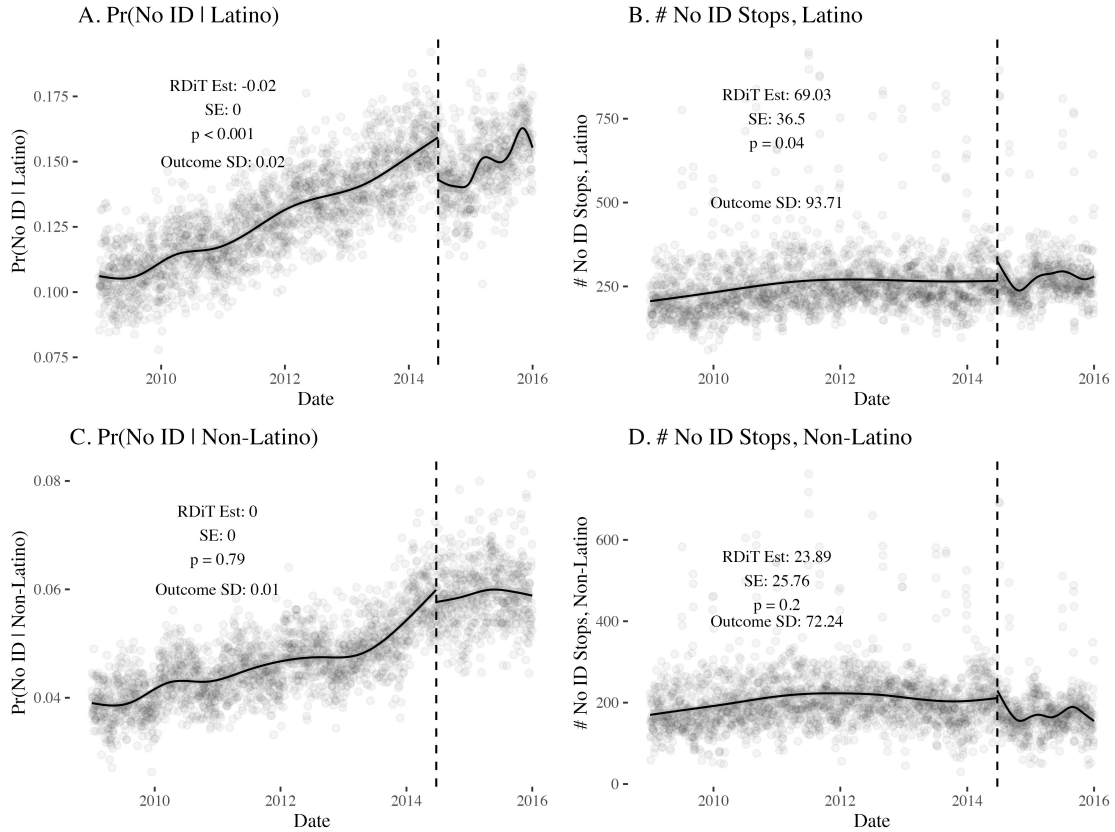 A. Pr(No ID | Latino)
Pr(No ID | Latino)
0.175
0.150
0.125
0.100
0.075
RDiT Est: -0.02
SE: 0
p < 0.001
Outcome SD: 0.02
2010
2012
2014
2016
Date
B. # No ID Stops, Latino
# No ID Stops, Latino
750
500
250
RDiT Est: 69.03
SE: 36.5
p = 0.04
Outcome SD: 93.71
2010
2012
2014
2016
Date
C. Pr(No ID | Non-Latino)
Pr(No ID | Non-Latino)
0.08
0.06
0.04
RDiT Est: 0
SE: 0
p = 0.79
Outcome SD: 0.01
2010
2012
2014
2016
Date
D. # No ID Stops, Non-Latino
# No ID Stops, Non-Latino
600
400
200
0
RDiT Est: 23.89
SE: 25.76
p = 0.2
Outcome SD: 72.24
2010
2012
2014
2016
Date